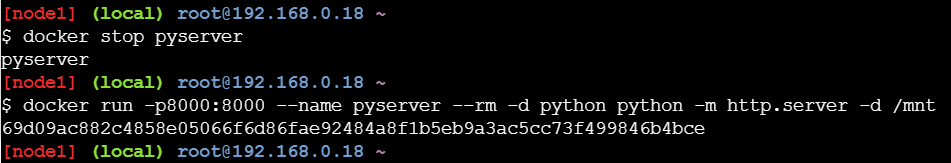 [node1] (local) root@192.168.0.18 ~
$ docker stop pyserver
pyserver
[node1] (local) root@192.168.0.18 ~
$ docker run -p8000:8000 --name pyserver --rm -d python python -m http.server -d /mnt
69d09ac882c4858e05066f6d86fae92484a8f1b5eb9a3ac5cc73f499846b4bce
[node1] (local) root@192.168.0.18 ~